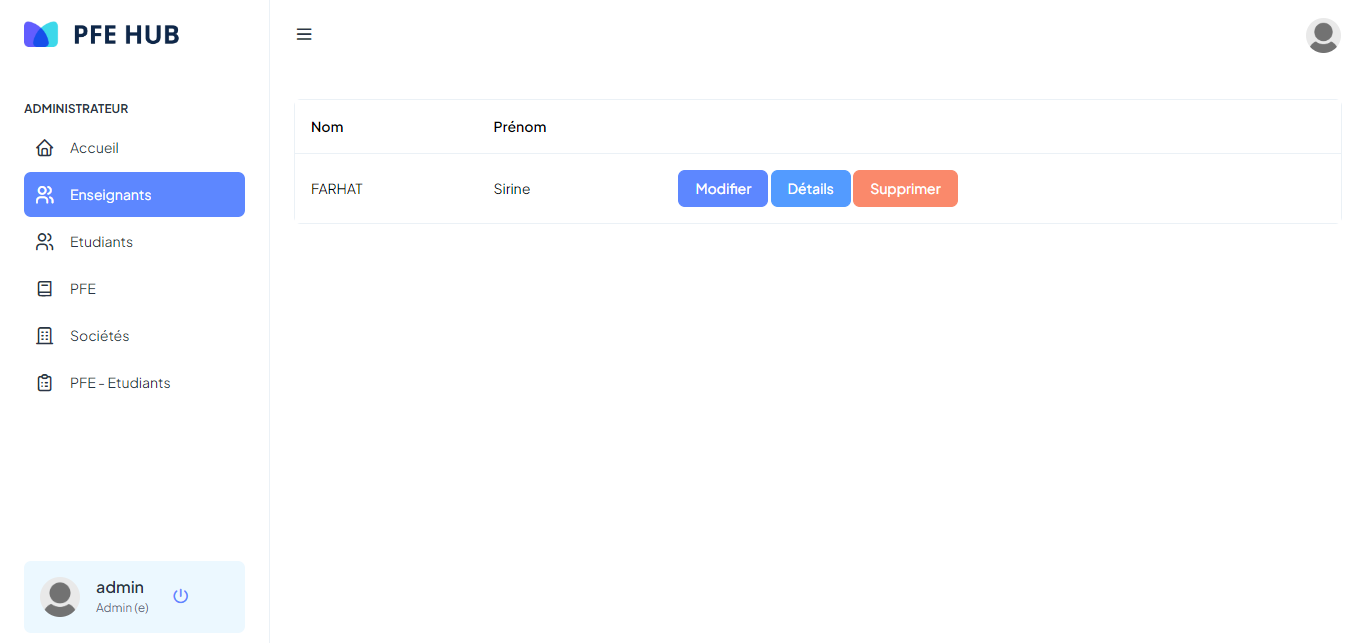 PFE HUB
ADMINISTRATEUR
Accueil
Enseignants
Etudiants
PFE
Sociétés
PFE - Etudiants
admin
Admin (e)
Nom Prénom
FARHAT Sirine Modifier Détails Supprimer